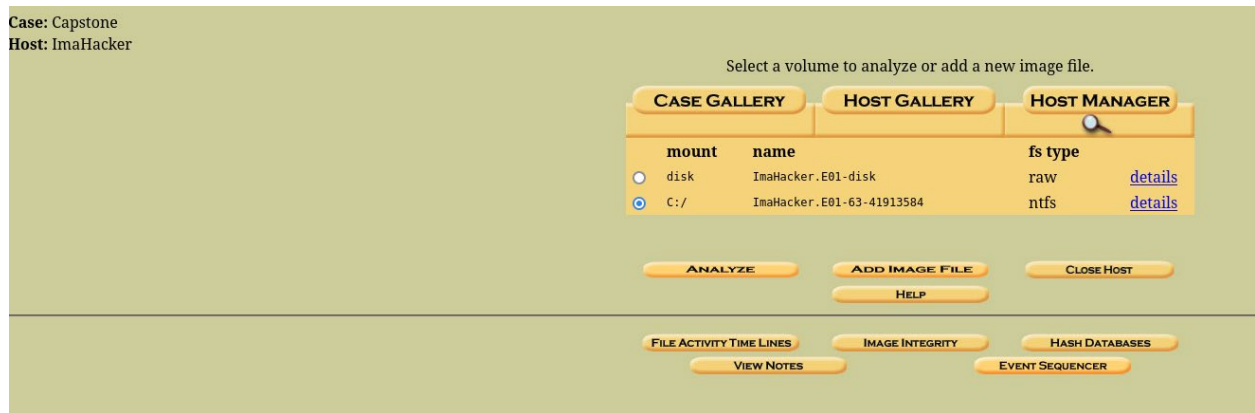 Case: Capstone
Host: ImaHacker
Select a volume to analyze or add a new image file.
CASE GALLERY HOST GALLERY HOST MANAGER
mount name fs type
disk ImaHacker.E01-disk raw details
C:/ ImaHacker.E01-63-41913584 ntfs details
ANALYZE ADD IMAGE FILE CLOSE HOST
HELP
FILE ACTIVITY TIME LINES IMAGE INTEGRITY HASH DATABASES
VIEW NOTES EVENT SEQUENCER